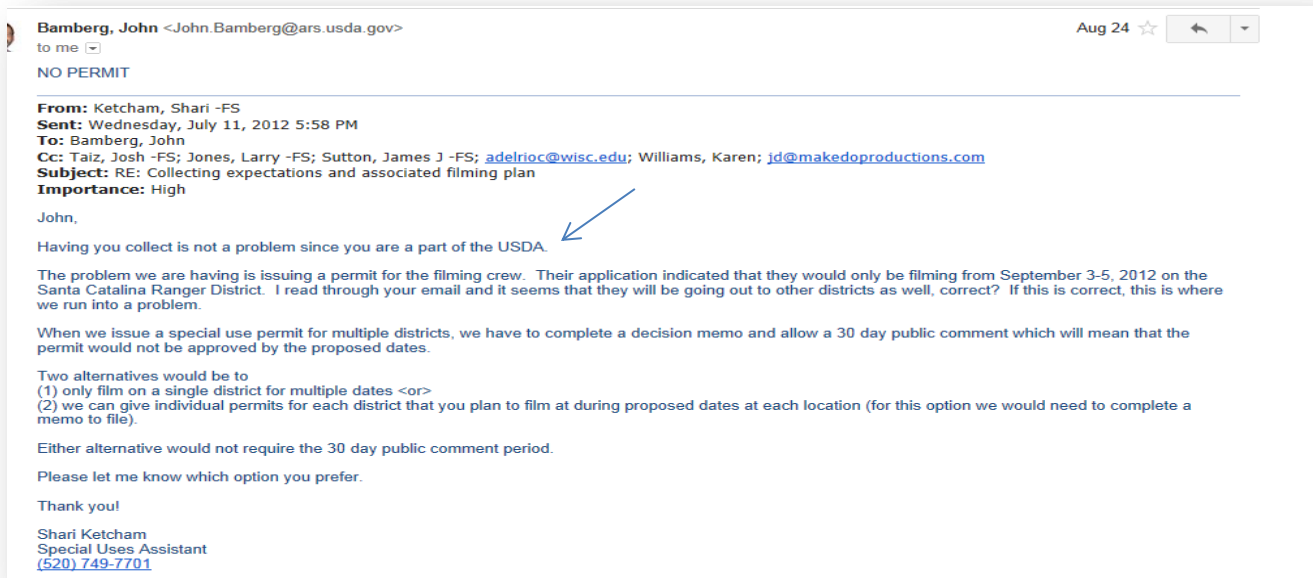 Bamberg, John <John.Bamberg@ars.usda.gov>
Aug 24
to me
NO PERMIT
From: Ketcham, Shari -FS
Sent: Wednesday, July 11, 2012 5:58 PM
To: Bamberg, John
Cc: Taiz, Josh -FS; Jones, Larry -FS; Sutton, James J -FS; adelrioc@wisc.edu; Williams, Karen; jd@makedoproductions.com
Subject: RE: Collecting expectations and associated filming plan
Importance: High
John,
Having you collect is not a problem since you are a part of the USDA.
The problem we are having is issuing a permit for the filming crew.  Their application indicated that they would only be filming from September 3-5, 2012 on the
Santa Catalina Ranger District.  I read through your email and it seems that they will be going out to other districts as well, correct?  If this is correct, this is where
we run into a problem.
When we issue a special use permit for multiple districts, we have to complete a decision memo and allow a 30 day public comment which will mean that the
permit would not be approved by the proposed dates.
Two alternatives would be to
(1) only film on a single district for multiple dates <or>
(2) we can give individual permits for each district that you plan to film at during proposed dates at each location (for this option we would need to complete a
memo to file).
Either alternative would not require the 30 day public comment period.
Please let me know which option you prefer.
Thank you!
Shari Ketcham
Special Uses Assistant
(520) 749-7701